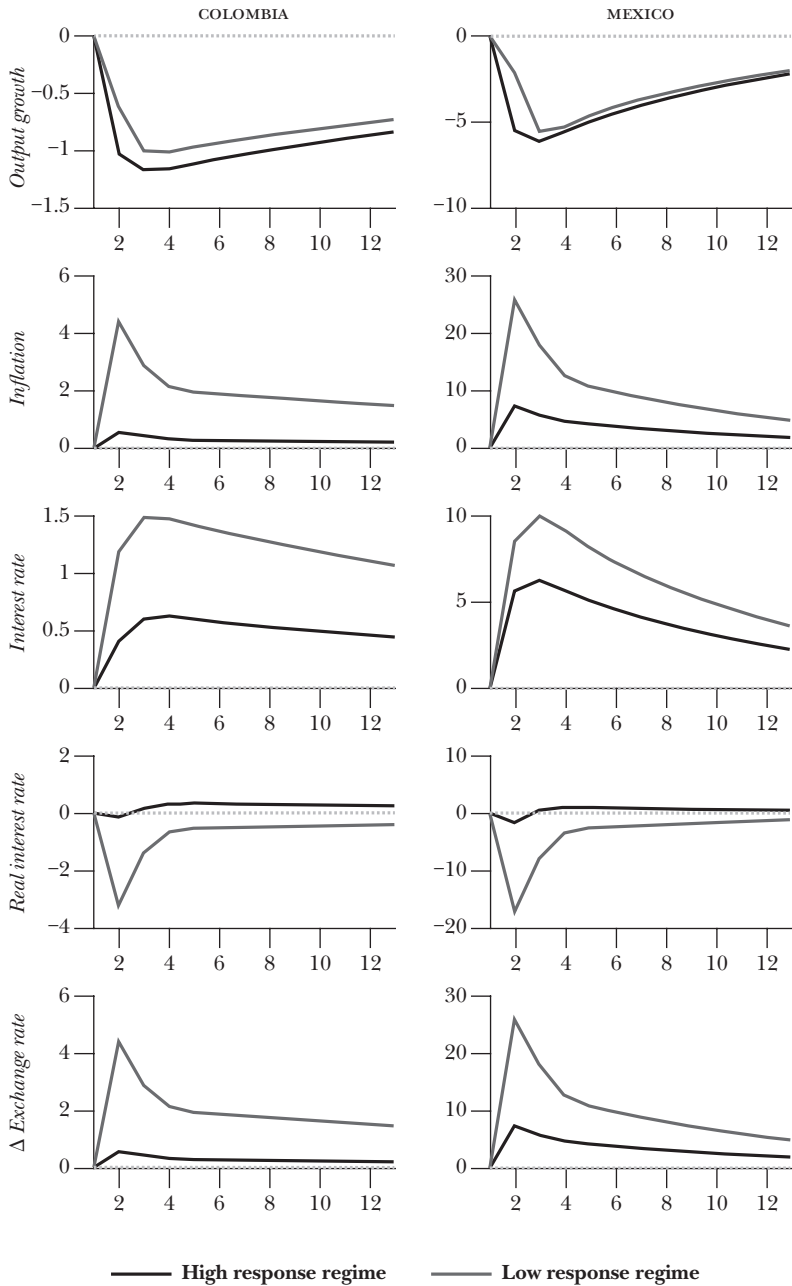 COLOMBIA
MEXICO
Output growth
0
−0.5
−1
−1.5
2 4 6 8 10 12
0
−5
−10
2 4 6 8 10 12
Inflation
6
4
2
0
2 4 6 8 10 12
30
20
10
0
2 4 6 8 10 12
Interest rate
1.5
1
0.5
0
2 4 6 8 10 12
10
5
0
2 4 6 8 10 12
Real interest rate
2
0
−2
−4
2 4 6 8 10 12
10
0
−10
−20
2 4 6 8 10 12
Δ Exchange rate
6
4
2
0
2 4 6 8 10 12
30
20
10
0
2 4 6 8 10 12
High response regime
Low response regime